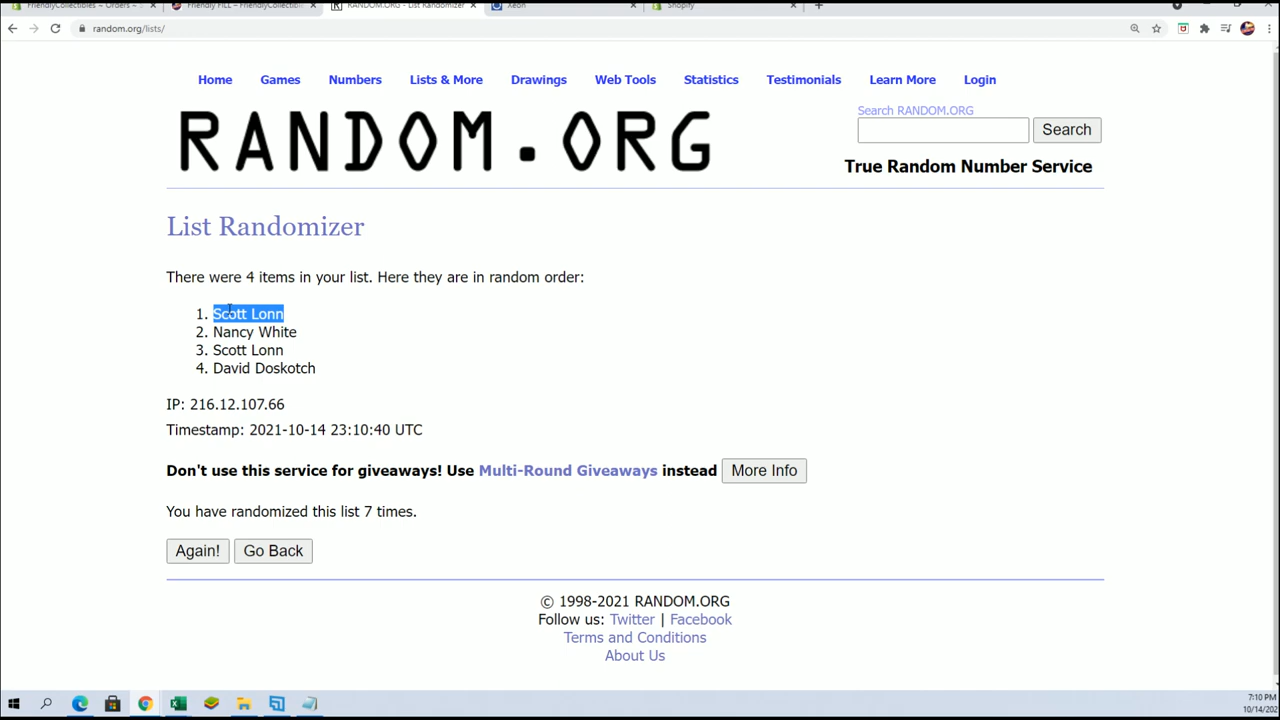 FriendlyCollectibles ~ Orders ~ S
Friendly FILL – FriendlyCollectible
RANDOM.ORG - List Randomizer
Xeon
Shopify
random.org/lists/
Home Games Numbers Lists & More Drawings Web Tools Statistics Testimonials Learn More Login
RANDOM.ORG
Search RANDOM.ORG
Search
True Random Number Service
List Randomizer
There were 4 items in your list. Here they are in random order:
1. Scott Lonn
2. Nancy White
3. Scott Lonn
4. David Doskotch
IP: 216.12.107.66
Timestamp: 2021-10-14 23:10:40 UTC
Don't use this service for giveaways! Use Multi-Round Giveaways instead More Info
You have randomized this list 7 times.
Again! Go Back
© 1998-2021 RANDOM.ORG
Follow us: Twitter | Facebook
Terms and Conditions
About Us
7:10 PM
10/14/202